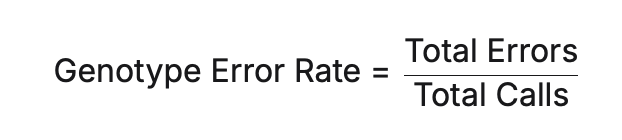 Genotype Error Rate = Total Errors
Total Calls